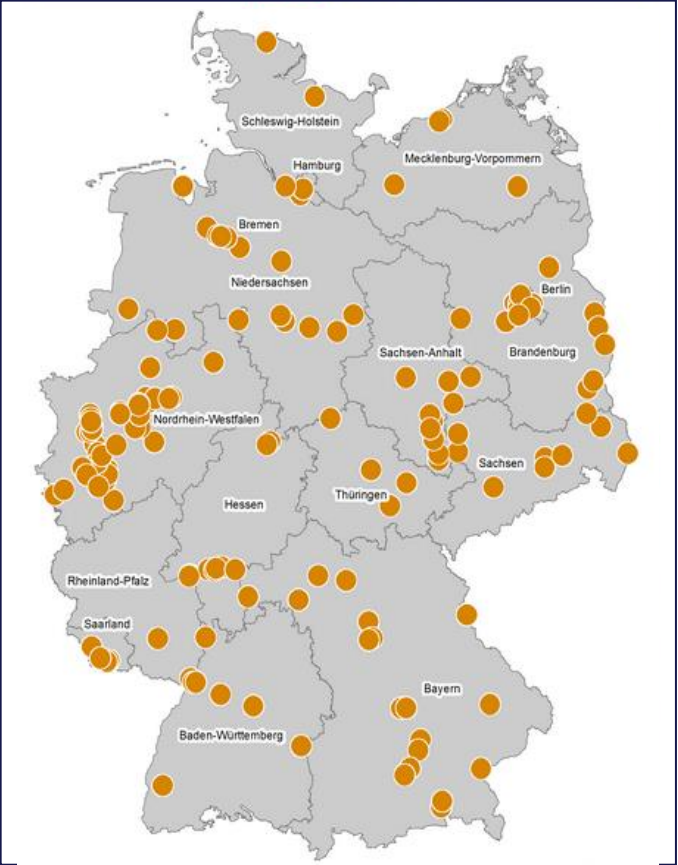 Schleswig-Holstein
Mecklenburg-Vorpommern
Hamburg
Bremen
Niedersachsen
Berlin
Sachsen-Anhalt
Brandenburg
Nordrhein-Westfalen
Sachsen
Thüringen
Hessen
Rheinland-Pfalz
Saarland
Bayern
Baden-Württemberg